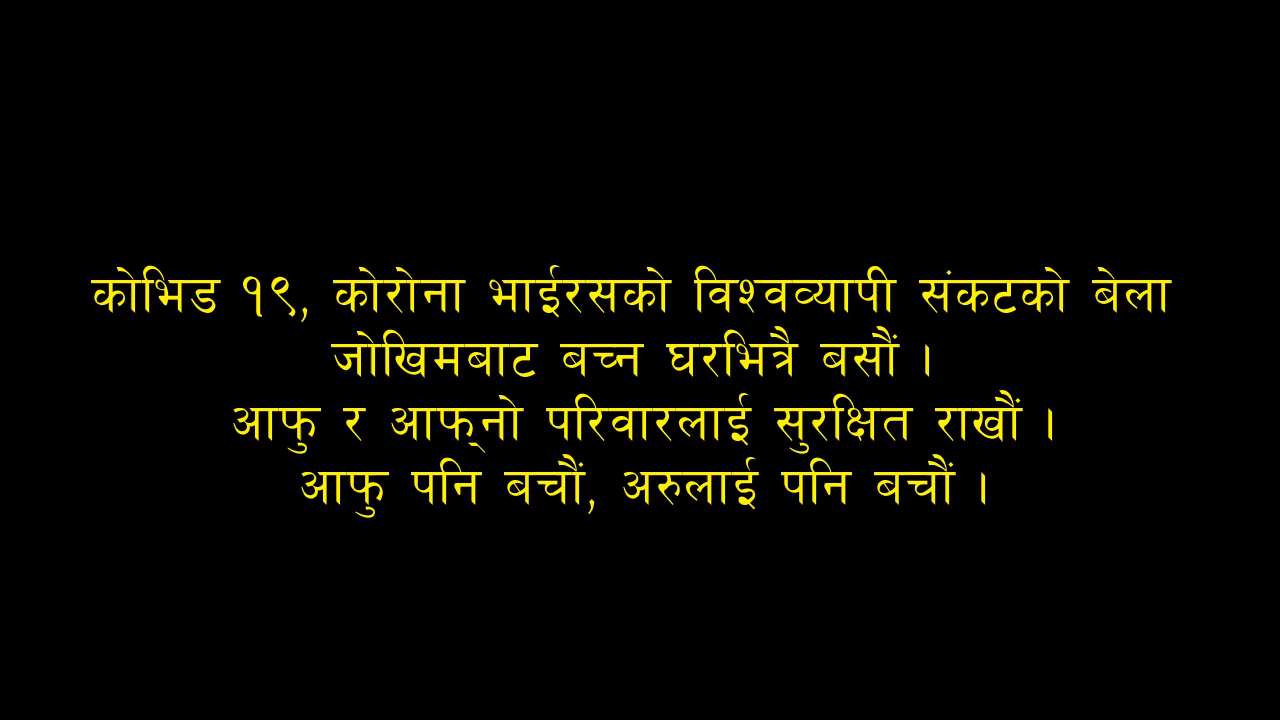 कोभिड १९, कोरोना भाईरसको विश्वव्यापी संकटको बेला
जोखिमबाट बच्न घरभित्रै बसौं ।
आफु र आफ्‌नो परिवारलाई सुरक्षित राखौं ।
आफु पनि बचौं, अरुलाई पनि बचौं ।